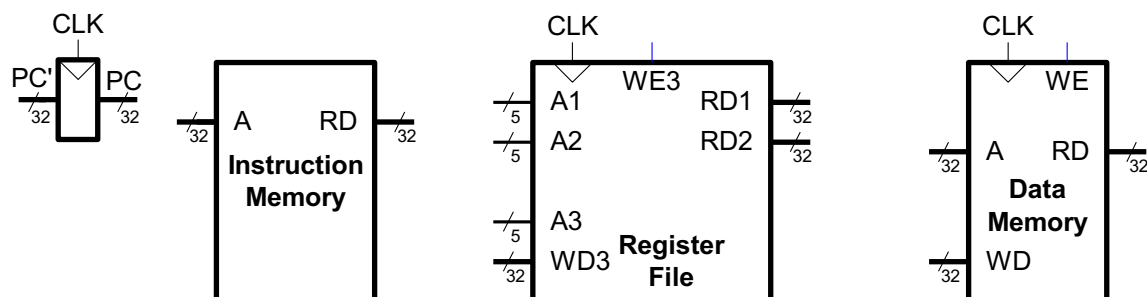 CLK
PC'
PC
32
32
A
RD
32
32
Instruction
Memory
CLK
WE3
A1
RD1
5
32
A2
RD2
5
32
A3
5
WD3
32
Register
File
CLK
WE
A
RD
32
32
Data
Memory
WD
32